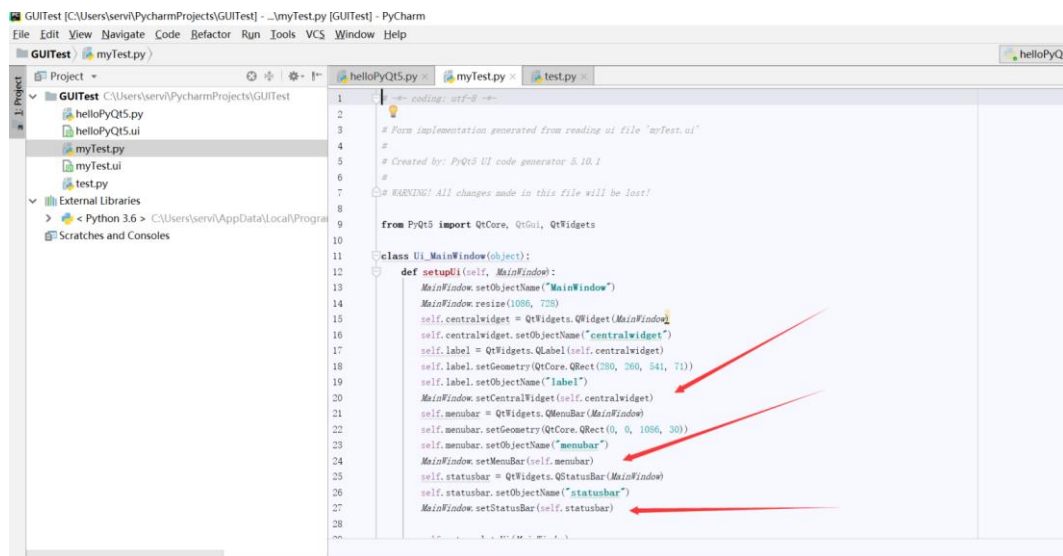 GUITest [C:\Users\servi\PycharmProjects\GUITest] - ...\myTest.py [GUITest] - PyCharm
File Edit View Navigate Code Refactor Run Tools VCS Window Help
GUITest myTest.py helloPyQ
1: Project
Project
GUITest C:\Users\servi\PycharmProjects\GUITest
helloPyQt5.py
helloPyQt5.ui
myTest.py
myTest.ui
test.py
External Libraries
< Python 3.6 > C:\Users\servi\AppData\Local\Progra
Scratches and Consoles
helloPyQt5.py myTest.py test.py
1 # -*- coding: utf-8 -*-
2
3 # Form implementation generated from reading ui file 'myTest.ui'
4 #
5 # Created by: PyQt5 UI code generator 5.10.1
6 #
7 # WARNING! All changes made in this file will be lost!
8
9 from PyQt5 import QtCore, QtGui, QtWidgets
10
11 class Ui_MainWindow(object):
12 def setupUi(self, MainWindow):
13 MainWindow.setObjectName("MainWindow")
14 MainWindow.resize(1086, 728)
15 self.centralwidget = QtWidgets.QWidget(MainWindow)
16 self.centralwidget.setObjectName("centralwidget")
17 self.label = QtWidgets.QLabel(self.centralwidget)
18 self.label.setGeometry(QtCore.QRect(280, 260, 541, 71))
19 self.label.setObjectName("label")
20 MainWindow.setCentralWidget(self.centralwidget)
21 self.menubar = QtWidgets.QMenuBar(MainWindow)
22 self.menubar.setGeometry(QtCore.QRect(0, 0, 1086, 30))
23 self.menubar.setObjectName("menubar")
24 MainWindow.setMenuBar(self.menubar)
25 self.statusbar = QtWidgets.QStatusBar(MainWindow)
26 self.statusbar.setObjectName("statusbar")
27 MainWindow.setStatusBar(self.statusbar)
28